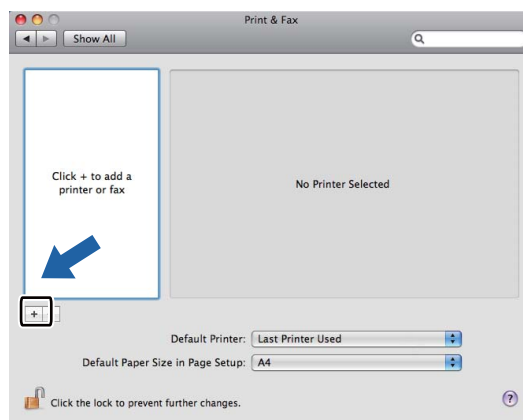 Print & Fax
Show All
Click + to add a
printer or fax
No Printer Selected
+
Default Printer: Last Printer Used
Default Paper Size in Page Setup: A4
Click the lock to prevent further changes.
?